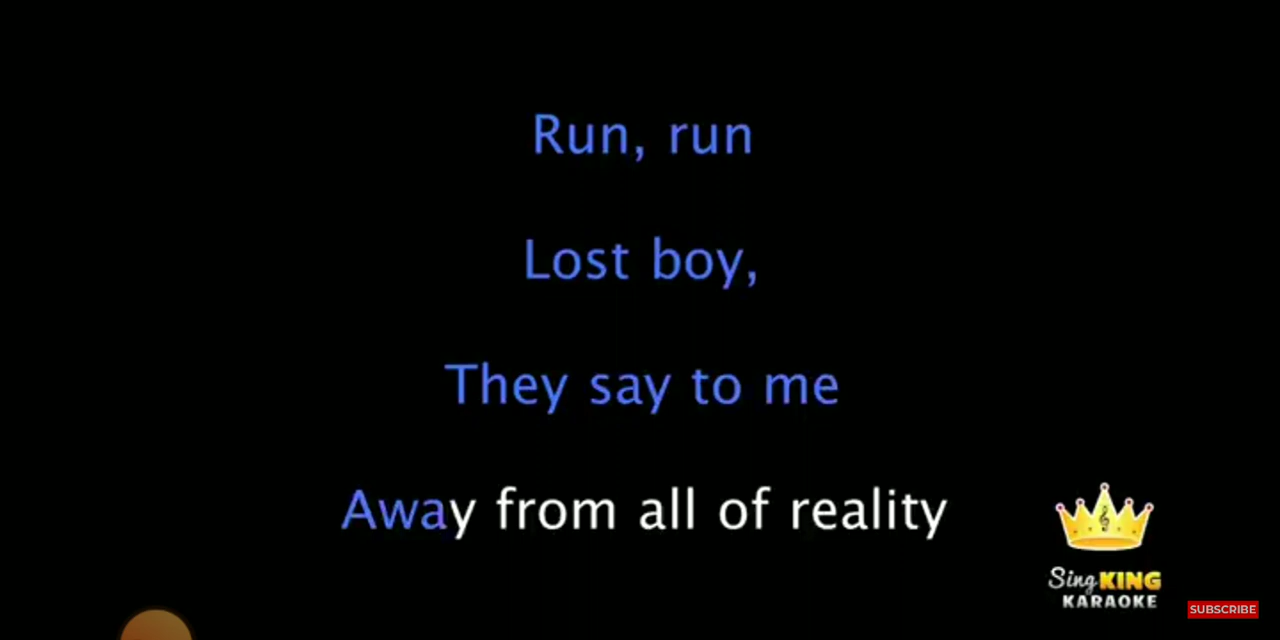 Run, run
Lost boy,
They say to me
Away from all of reality
Sing KING
KARAOKE
SUBSCRIBE